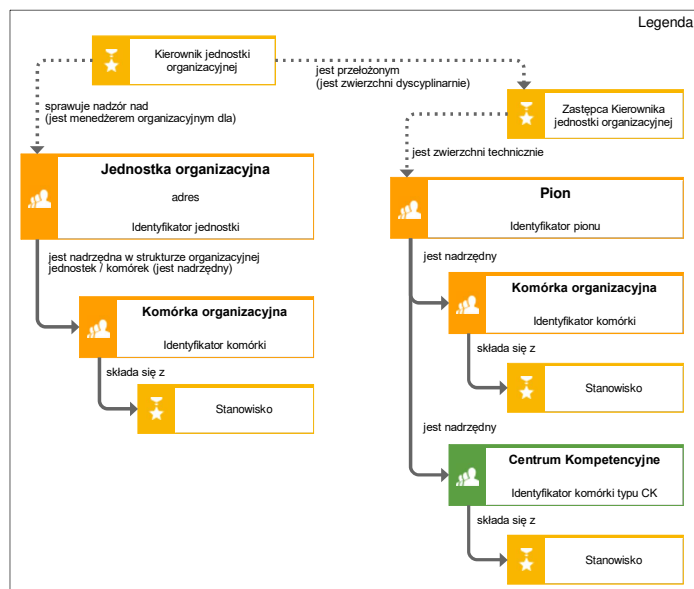 Legenda
Kierownik jednostki
organizacyjnej
jest przełożonym
(jest zwierzchni dyscyplinarnie)
sprawuje nadzór nad
(jest menedżerem organizacyjnym dla)
Zastępca Kierownika
jednostki organizacyjnej
jest zwierzchni technicznie
Jednostka organizacyjna
adres
Identyfikator jednostki
Pion
Identyfikator pionu
jest nadrzędna w strukturze organizacyjnej
jednostek / komórek (jest nadrzędny)
jest nadrzędny
Komórka organizacyjna
Identyfikator komórki
Komórka organizacyjna
Identyfikator komórki
składa się z
Stanowisko
składa się z
Stanowisko
jest nadrzędny
Centrum Kompetencyjne
Identyfikator komórki typu CK
składa się z
Stanowisko